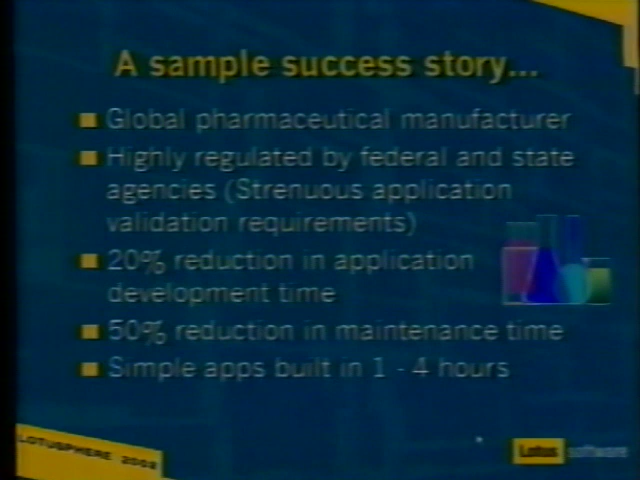 A sample success story...
Global pharmaceutical manufacturer
Highly regulated by federal and state
agencies (Strenuous application
validation requirements)
20% reduction in application
development time
50% reduction in maintenance time
Simple apps built in 1 - 4 hours
LOTUSPHERE
Lotus software